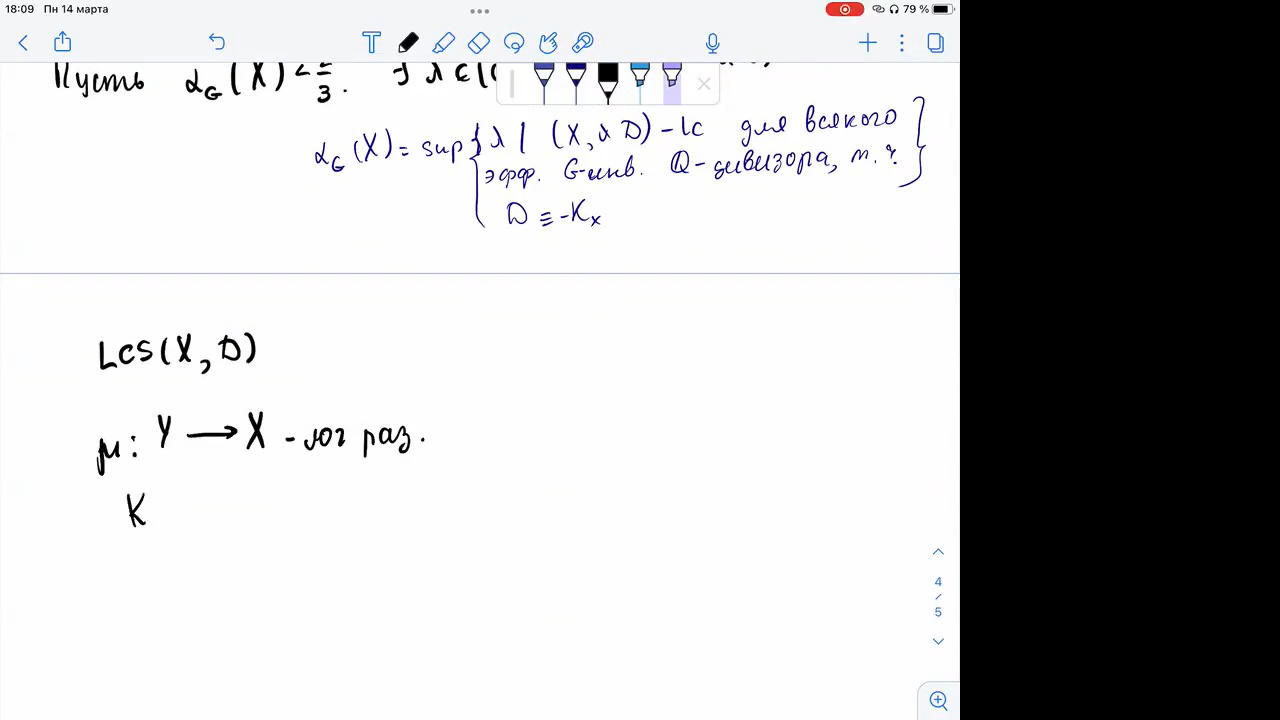 18:09 Пн 14 марта
79 %
Пусть α_G(X) < 2/3. ∃ λ ∈
α_G(X) = sup { λ | (X, λ D) - lc для всякого
эфф. G-инв. Q-дивизора, т. ч.
D ≡ -K_x }
LCS(X, D)
μ: Y ⟶ X - лог раз.
K
4
/
5